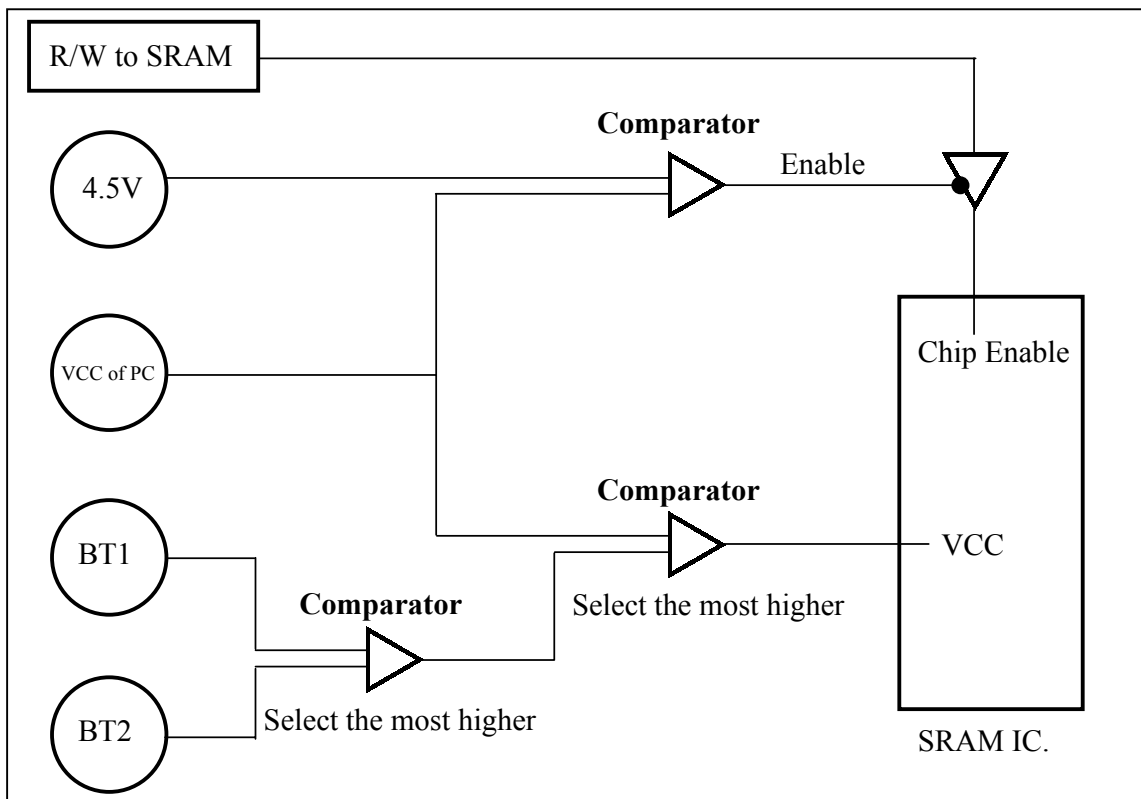 R/W to SRAM
Comparator
Enable
4.5V
VCC of PC
Chip Enable
Comparator
BT1
VCC
Comparator
Select the most higher
BT2
Select the most higher
SRAM IC.